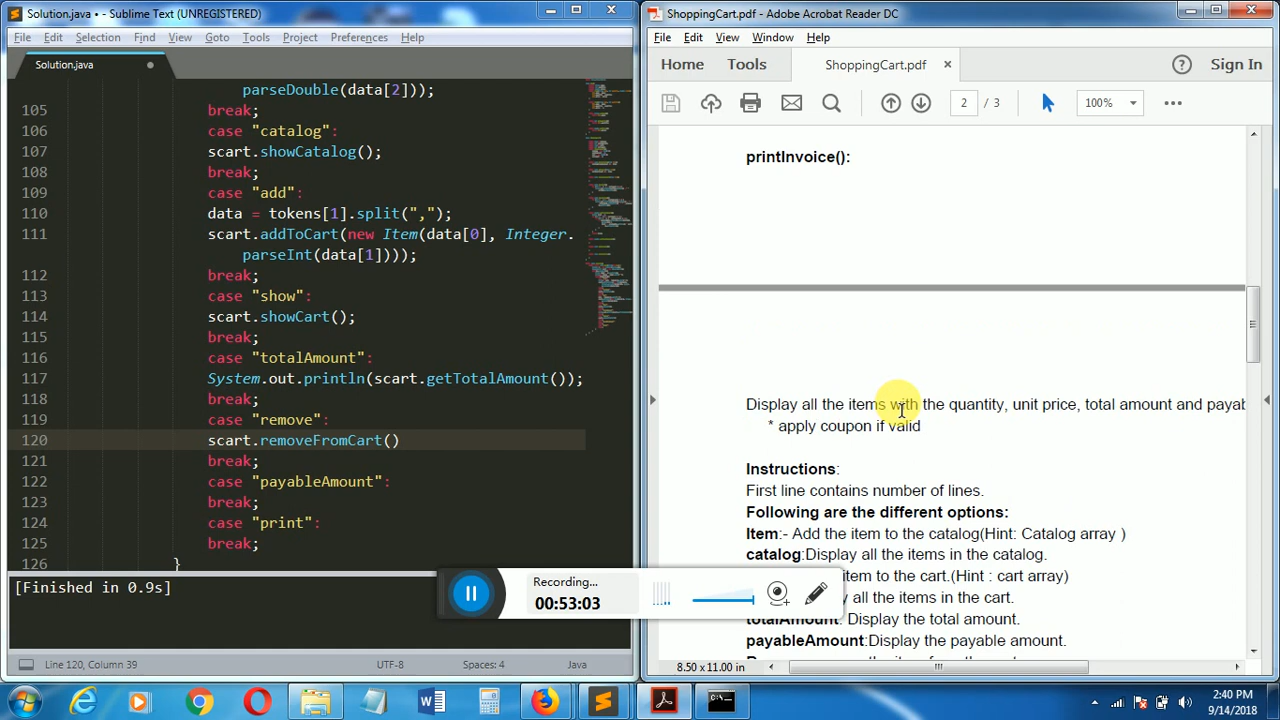 Solution.java • - Sublime Text (UNREGISTERED)
File Edit Selection Find View Goto Tools Project Preferences Help
Solution.java
parseDouble(data[2]));
105 break;
106 case "catalog":
107 scart.showCatalog();
108 break;
109 case "add":
110 data = tokens[1].split(",");
111 scart.addToCart(new Item(data[0], Integer.
parseInt(data[1])));
112 break;
113 case "show":
114 scart.showCart();
115 break;
116 case "totalAmount":
117 System.out.println(scart.getTotalAmount());
118 break;
119 case "remove":
120 scart.removeFromCart()
121 break;
122 case "payableAmount":
123 break;
124 case "print":
125 break;
126 }
[Finished in 0.9s]
Line 120, Column 39 UTF-8 Spaces: 4 Java
ShoppingCart.pdf - Adobe Acrobat Reader DC
File Edit View Window Help
Home Tools ShoppingCart.pdf × Sign In
2 / 3 100%
printInvoice():
Display all the items with the quantity, unit price, total amount and payab
* apply coupon if valid
Instructions:
First line contains number of lines.
Following are the different options:
Item:- Add the item to the catalog(Hint: Catalog array )
catalog:Display all the items in the catalog.
item to the cart.(Hint : cart array)
all the items in the cart.
totalAmount: Display the total amount.
payableAmount:Display the payable amount.
8.50 x 11.00 in
Recording...
00:53:03
2:40 PM
9/14/2018